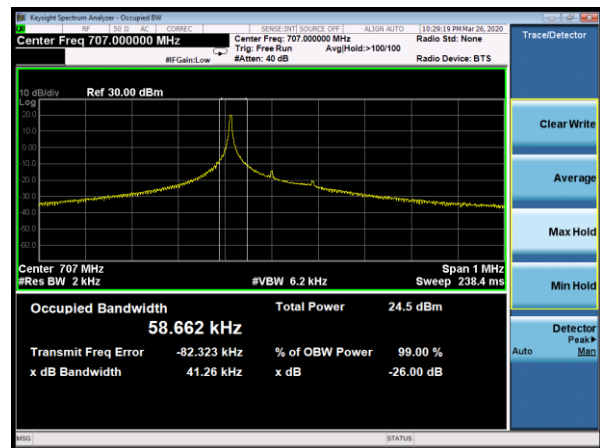 Keysight Spectrum Analyzer - Occupied BW
RF 50 Ω AC CORREC SENSE:INT SOURCE OFF ALIGN AUTO 10:29:19 PM Mar 26, 2020
Center Freq 707.000000 MHz
Center Freq: 707.000000 MHz Radio Std: None
Trig: Free Run Avg|Hold:>100/100
#IFGain:Low #Atten: 40 dB Radio Device: BTS
Trace/Detector
10 dB/div Ref 30.00 dBm
Log
20.0
10.0
0.00
-20.0
-30.0
-40.0
-50.0
-60.0
Center 707 MHz Span 1 MHz
#Res BW 2 kHz #VBW 6.2 kHz Sweep 238.4 ms
Occupied Bandwidth Total Power 24.5 dBm
58.662 kHz
Transmit Freq Error -82.323 kHz % of OBW Power 99.00 %
x dB Bandwidth 41.26 kHz x dB -26.00 dB
Clear Write
Average
Max Hold
Min Hold
Detector
Peak▶
Auto Man
MSG STATUS